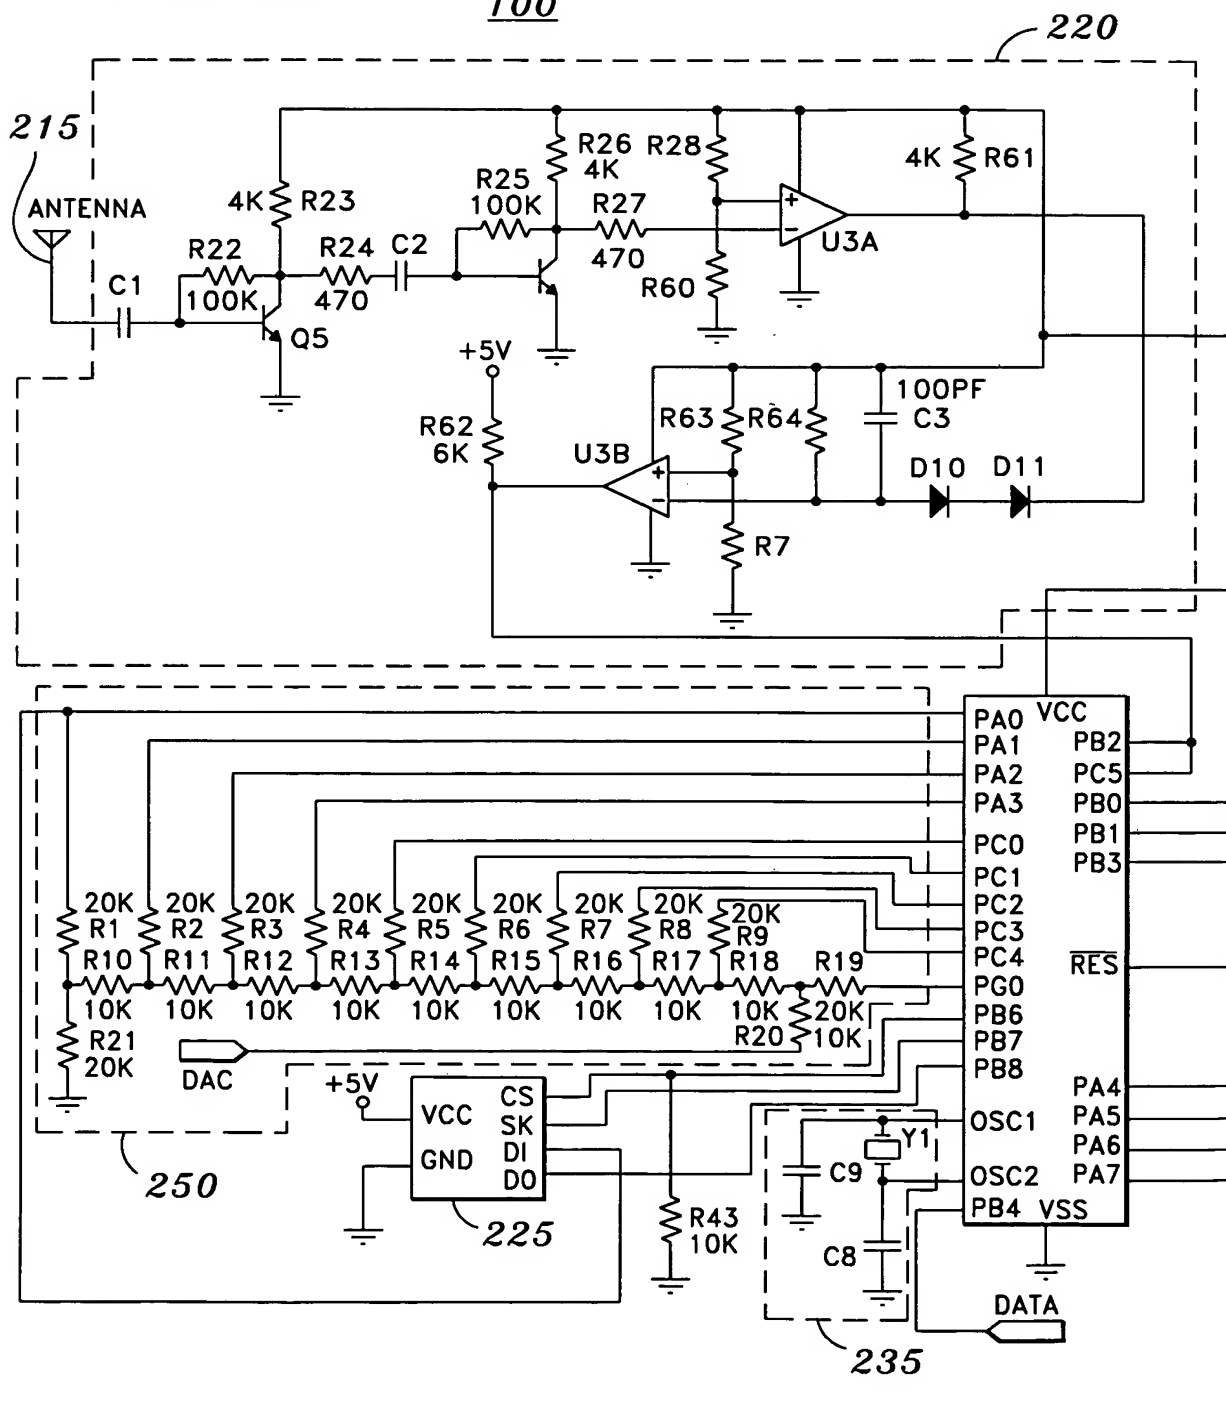 100
220
215
ANTENNA
C1
R22
100K
4K R23
Q5
R24
470
C2
R25
100K
R26
4K
R27
470
R28
R60
+
-
U3A
4K R61
+5V
R62
6K
U3B
+
-
R63 R64
100PF
C3
D10 D11
R7
PA0 VCC
PA1
PA2
PA3
PC0
PC1
PC2
PC3
PC4
PG0
PB6
PB7
PB8
OSC1
OSC2
PB4 VSS
PB2
PC5
PB0
PB1
PB3
RES
PA4
PA5
PA6
PA7
20K 20K 20K 20K 20K 20K 20K 20K 20K
R1 R2 R3 R4 R5 R6 R7 R8 R9
R10 R11 R12 R13 R14 R15 R16 R17 R18 R19
10K 10K 10K 10K 10K 10K 10K 10K 10K 20K
R20 10K
R21
20K
DAC
+5V
VCC
GND
CS
SK
DI
DO
250
225
R43
10K
C9
Y1
C8
235
DATA